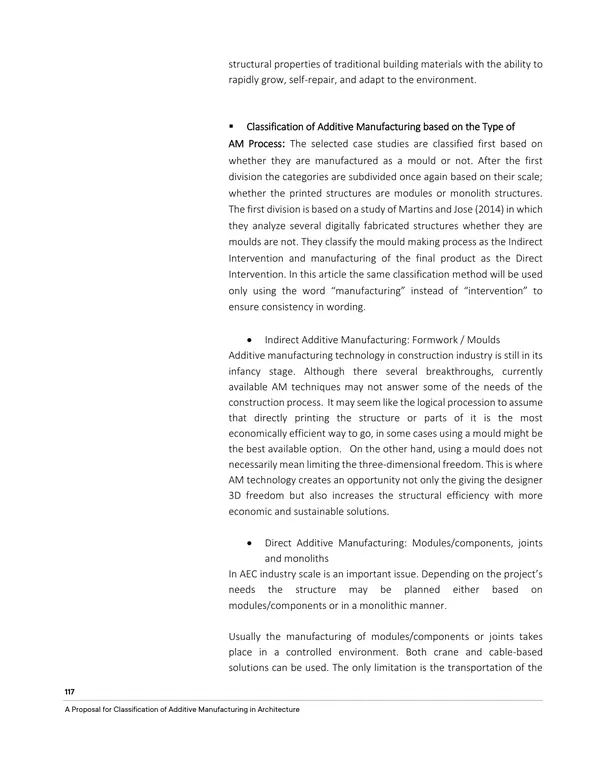 structural properties of traditional building materials with the ability to
rapidly grow, self-repair, and adapt to the environment.
▪ Classification of Additive Manufacturing based on the Type of
AM Process: The selected case studies are classified first based on
whether they are manufactured as a mould or not. After the first
division the categories are subdivided once again based on their scale;
whether the printed structures are modules or monolith structures.
The first division is based on a study of Martins and Jose (2014) in which
they analyze several digitally fabricated structures whether they are
moulds are not. They classify the mould making process as the Indirect
Intervention and manufacturing of the final product as the Direct
Intervention. In this article the same classification method will be used
only using the word “manufacturing” instead of “intervention” to
ensure consistency in wording.
• Indirect Additive Manufacturing: Formwork / Moulds
Additive manufacturing technology in construction industry is still in its
infancy stage. Although there several breakthroughs, currently
available AM techniques may not answer some of the needs of the
construction process. It may seem like the logical procession to assume
that directly printing the structure or parts of it is the most
economically efficient way to go, in some cases using a mould might be
the best available option. On the other hand, using a mould does not
necessarily mean limiting the three-dimensional freedom. This is where
AM technology creates an opportunity not only the giving the designer
3D freedom but also increases the structural efficiency with more
economic and sustainable solutions.
• Direct Additive Manufacturing: Modules/components, joints
and monoliths
In AEC industry scale is an important issue. Depending on the project’s
needs the structure may be planned either based on
modules/components or in a monolithic manner.
Usually the manufacturing of modules/components or joints takes
place in a controlled environment. Both crane and cable-based
solutions can be used. The only limitation is the transportation of the
117
A Proposal for Classification of Additive Manufacturing in Architecture